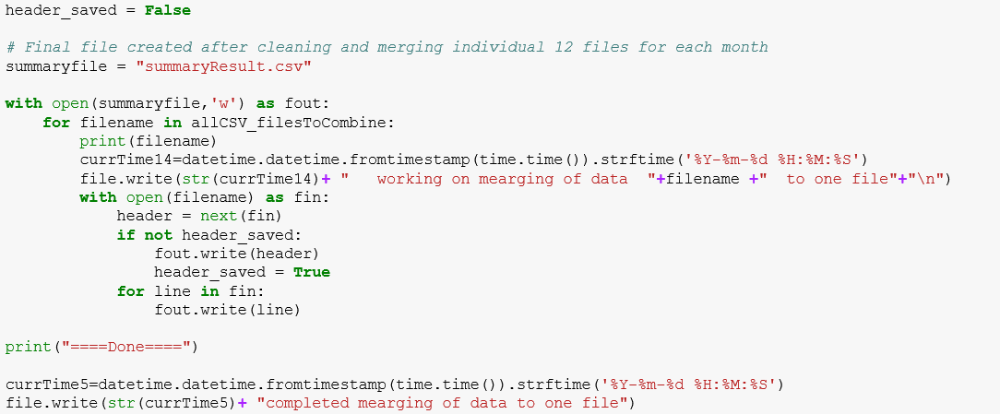 header_saved = False
# Final file created after cleaning and merging individual 12 files for each month
summaryfile = "summaryResult.csv"
with open(summaryfile,'w') as fout:
    for filename in allCSV_filesToCombine:
        print(filename)
        currTime14=datetime.datetime.fromtimestamp(time.time()).strftime('%Y-%m-%d %H:%M:%S')
        file.write(str(currTime14)+ "   working on mearging of data  "+filename +"  to one file"+"\n")
        with open(filename) as fin:
            header = next(fin)
            if not header_saved:
                fout.write(header)
                header_saved = True
            for line in fin:
                fout.write(line)
print("====Done====")
currTime5=datetime.datetime.fromtimestamp(time.time()).strftime('%Y-%m-%d %H:%M:%S')
file.write(str(currTime5)+ "completed mearging of data to one file")